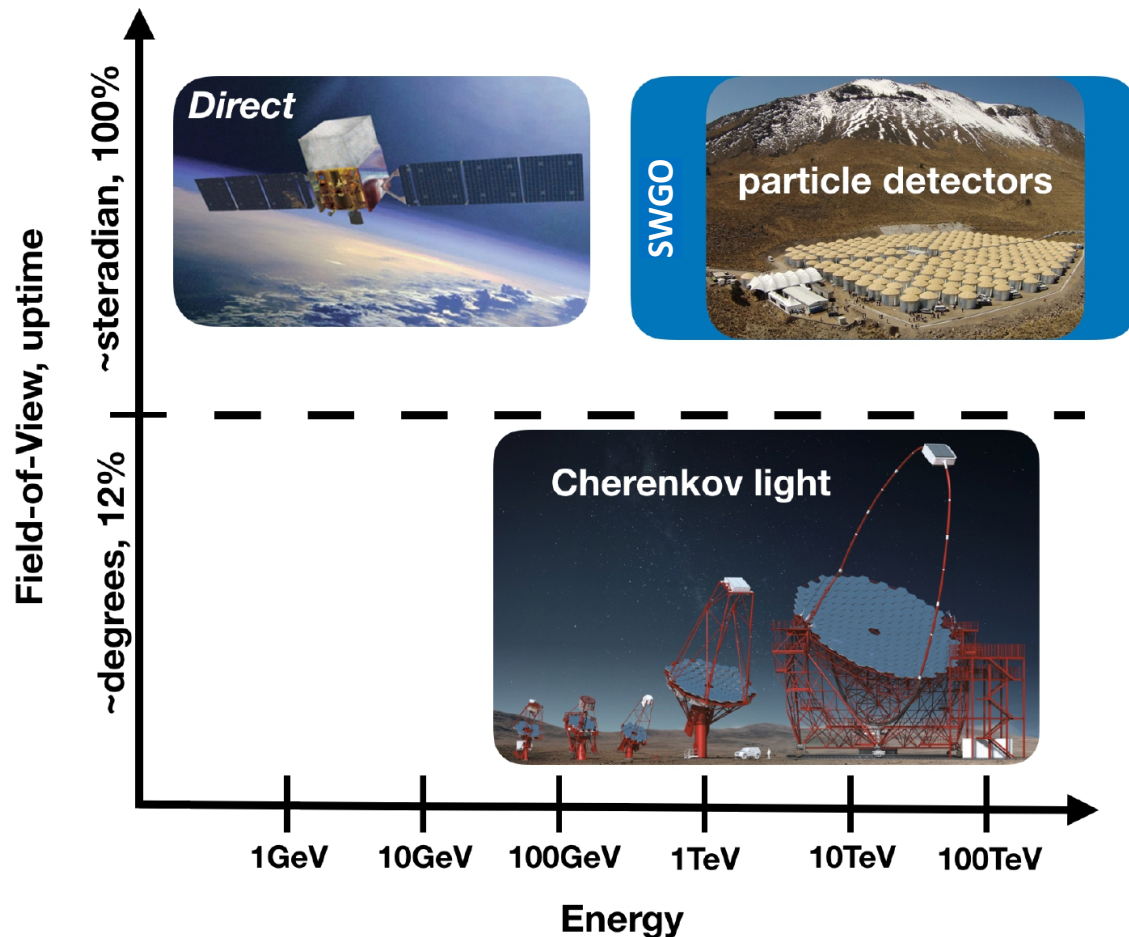 Direct
SWGO
particle detectors
Field-of-View, uptime
~steradian, 100%
~degrees, 12%
Cherenkov light
1GeV
10GeV
100GeV
1TeV
10TeV
100TeV
Energy